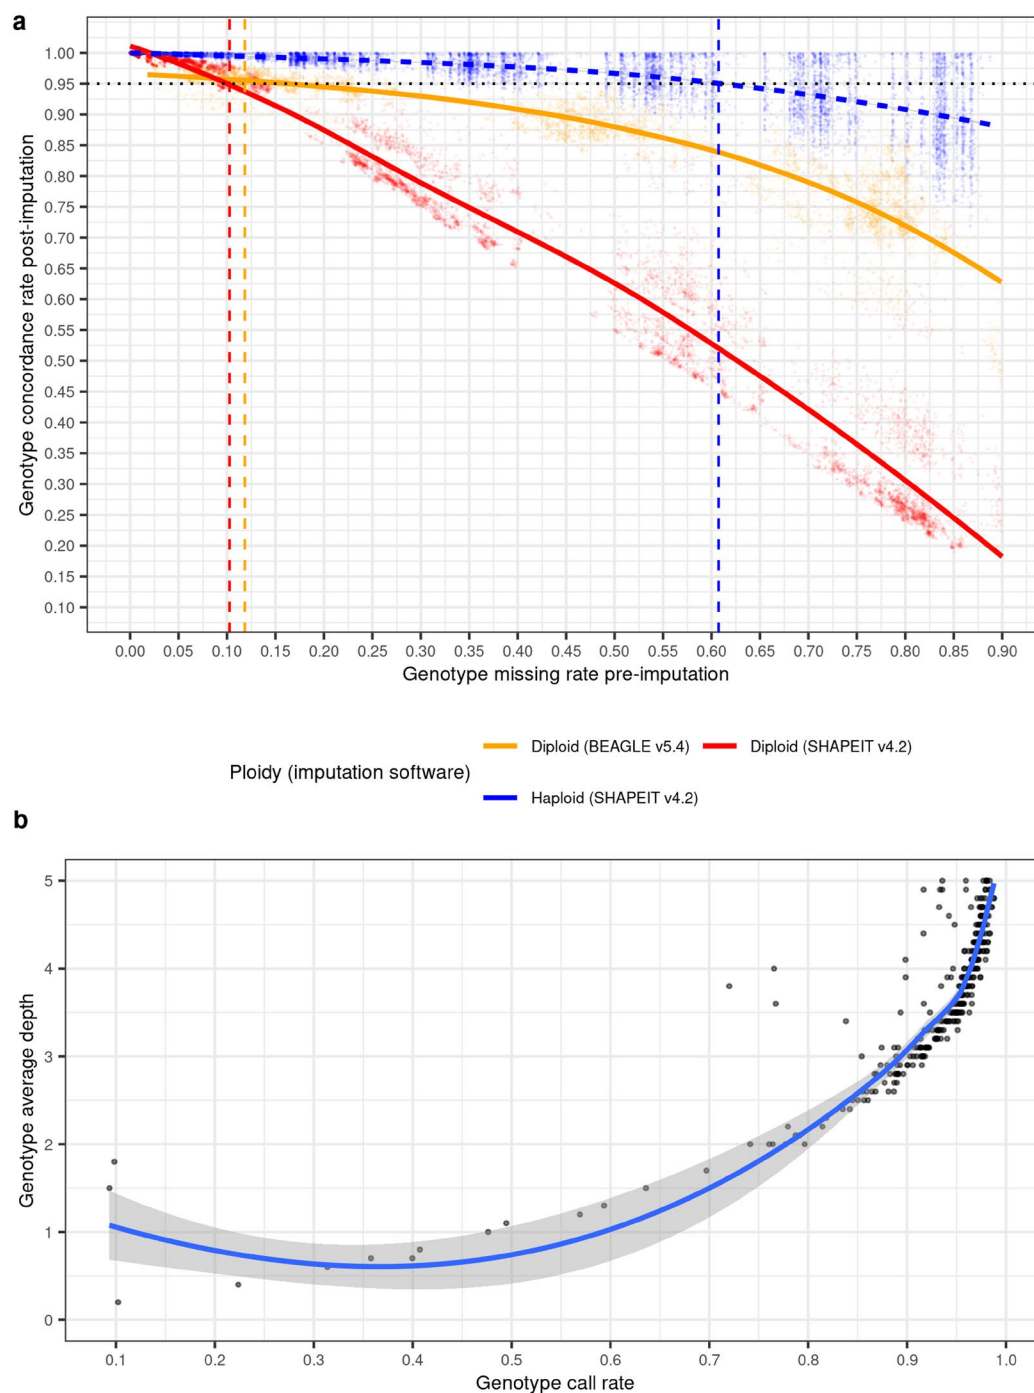 a
1.00
0.95
0.90
0.85
0.80
0.75
0.70
0.65
0.60
0.55
0.50
0.45
0.40
0.35
0.30
0.25
0.20
0.15
0.10
Genotype concordance rate post-imputation
0.00 0.05 0.10 0.15 0.20 0.25 0.30 0.35 0.40 0.45 0.50 0.55 0.60 0.65 0.70 0.75 0.80 0.85 0.90
Genotype missing rate pre-imputation
Ploidy (imputation software)
Diploid (BEAGLE v5.4) Diploid (SHAPEIT v4.2)
Haploid (SHAPEIT v4.2)
b
5
4
3
2
1
0
Genotype average depth
0.1 0.2 0.3 0.4 0.5 0.6 0.7 0.8 0.9 1.0
Genotype call rate